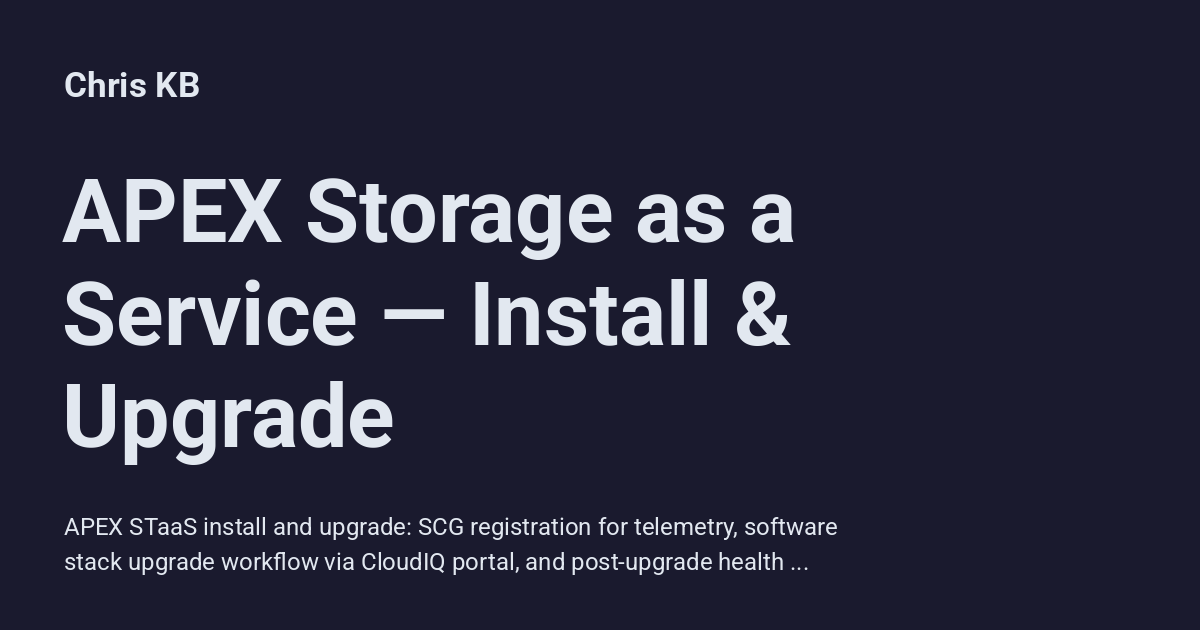 Chris KB
APEX Storage as a
Service — Install &
Upgrade
APEX STaaS install and upgrade: SCG registration for telemetry, software
stack upgrade workflow via CloudIQ portal, and post-upgrade health ...